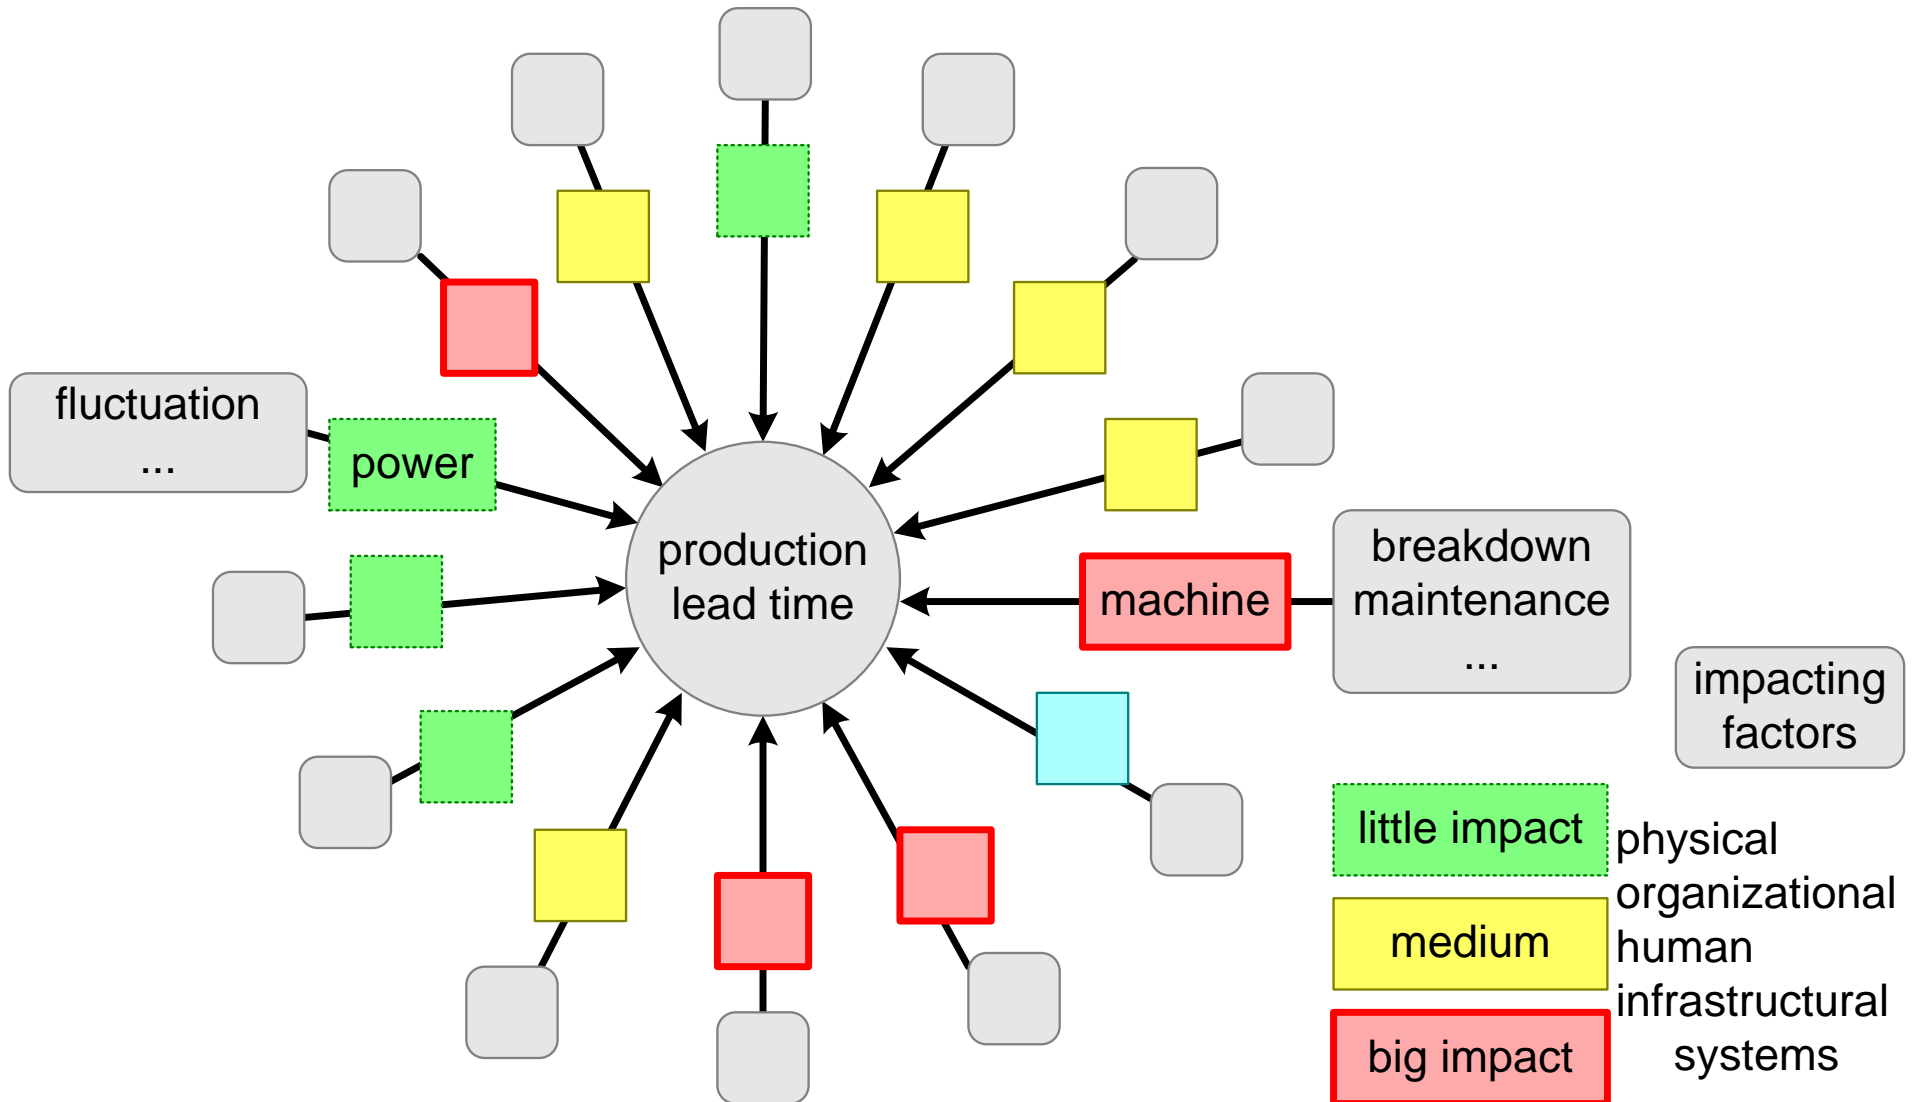 fluctuation
...
power
production
lead time
machine
breakdown
maintenance
...
impacting
factors
little impact
medium
big impact
physical
organizational
human
infrastructural
systems